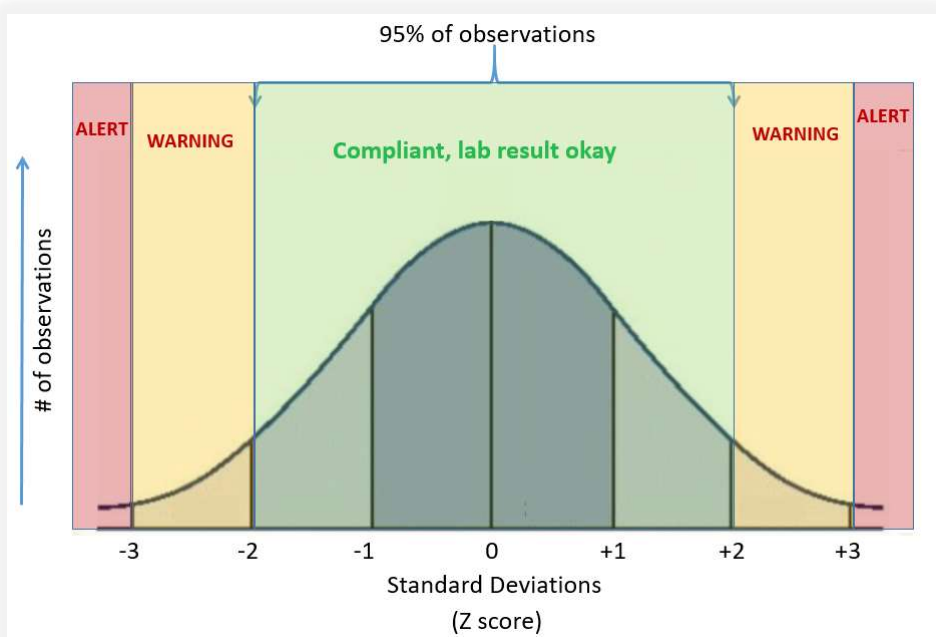 95% of observations
ALERT
WARNING
Compliant, lab result okay
WARNING
ALERT
# of observations
-3 -2 -1 0 +1 +2 +3
Standard Deviations
(Z score)